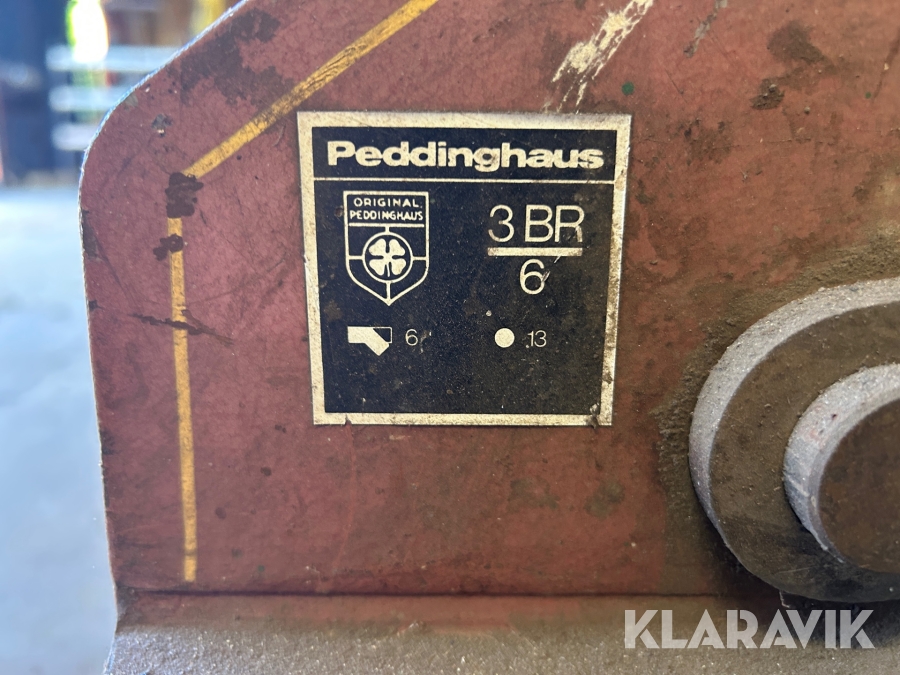 Peddinghaus
ORIGINAL
PEDDINGHAUS
3 BR
6
6
13
KLARAVIK